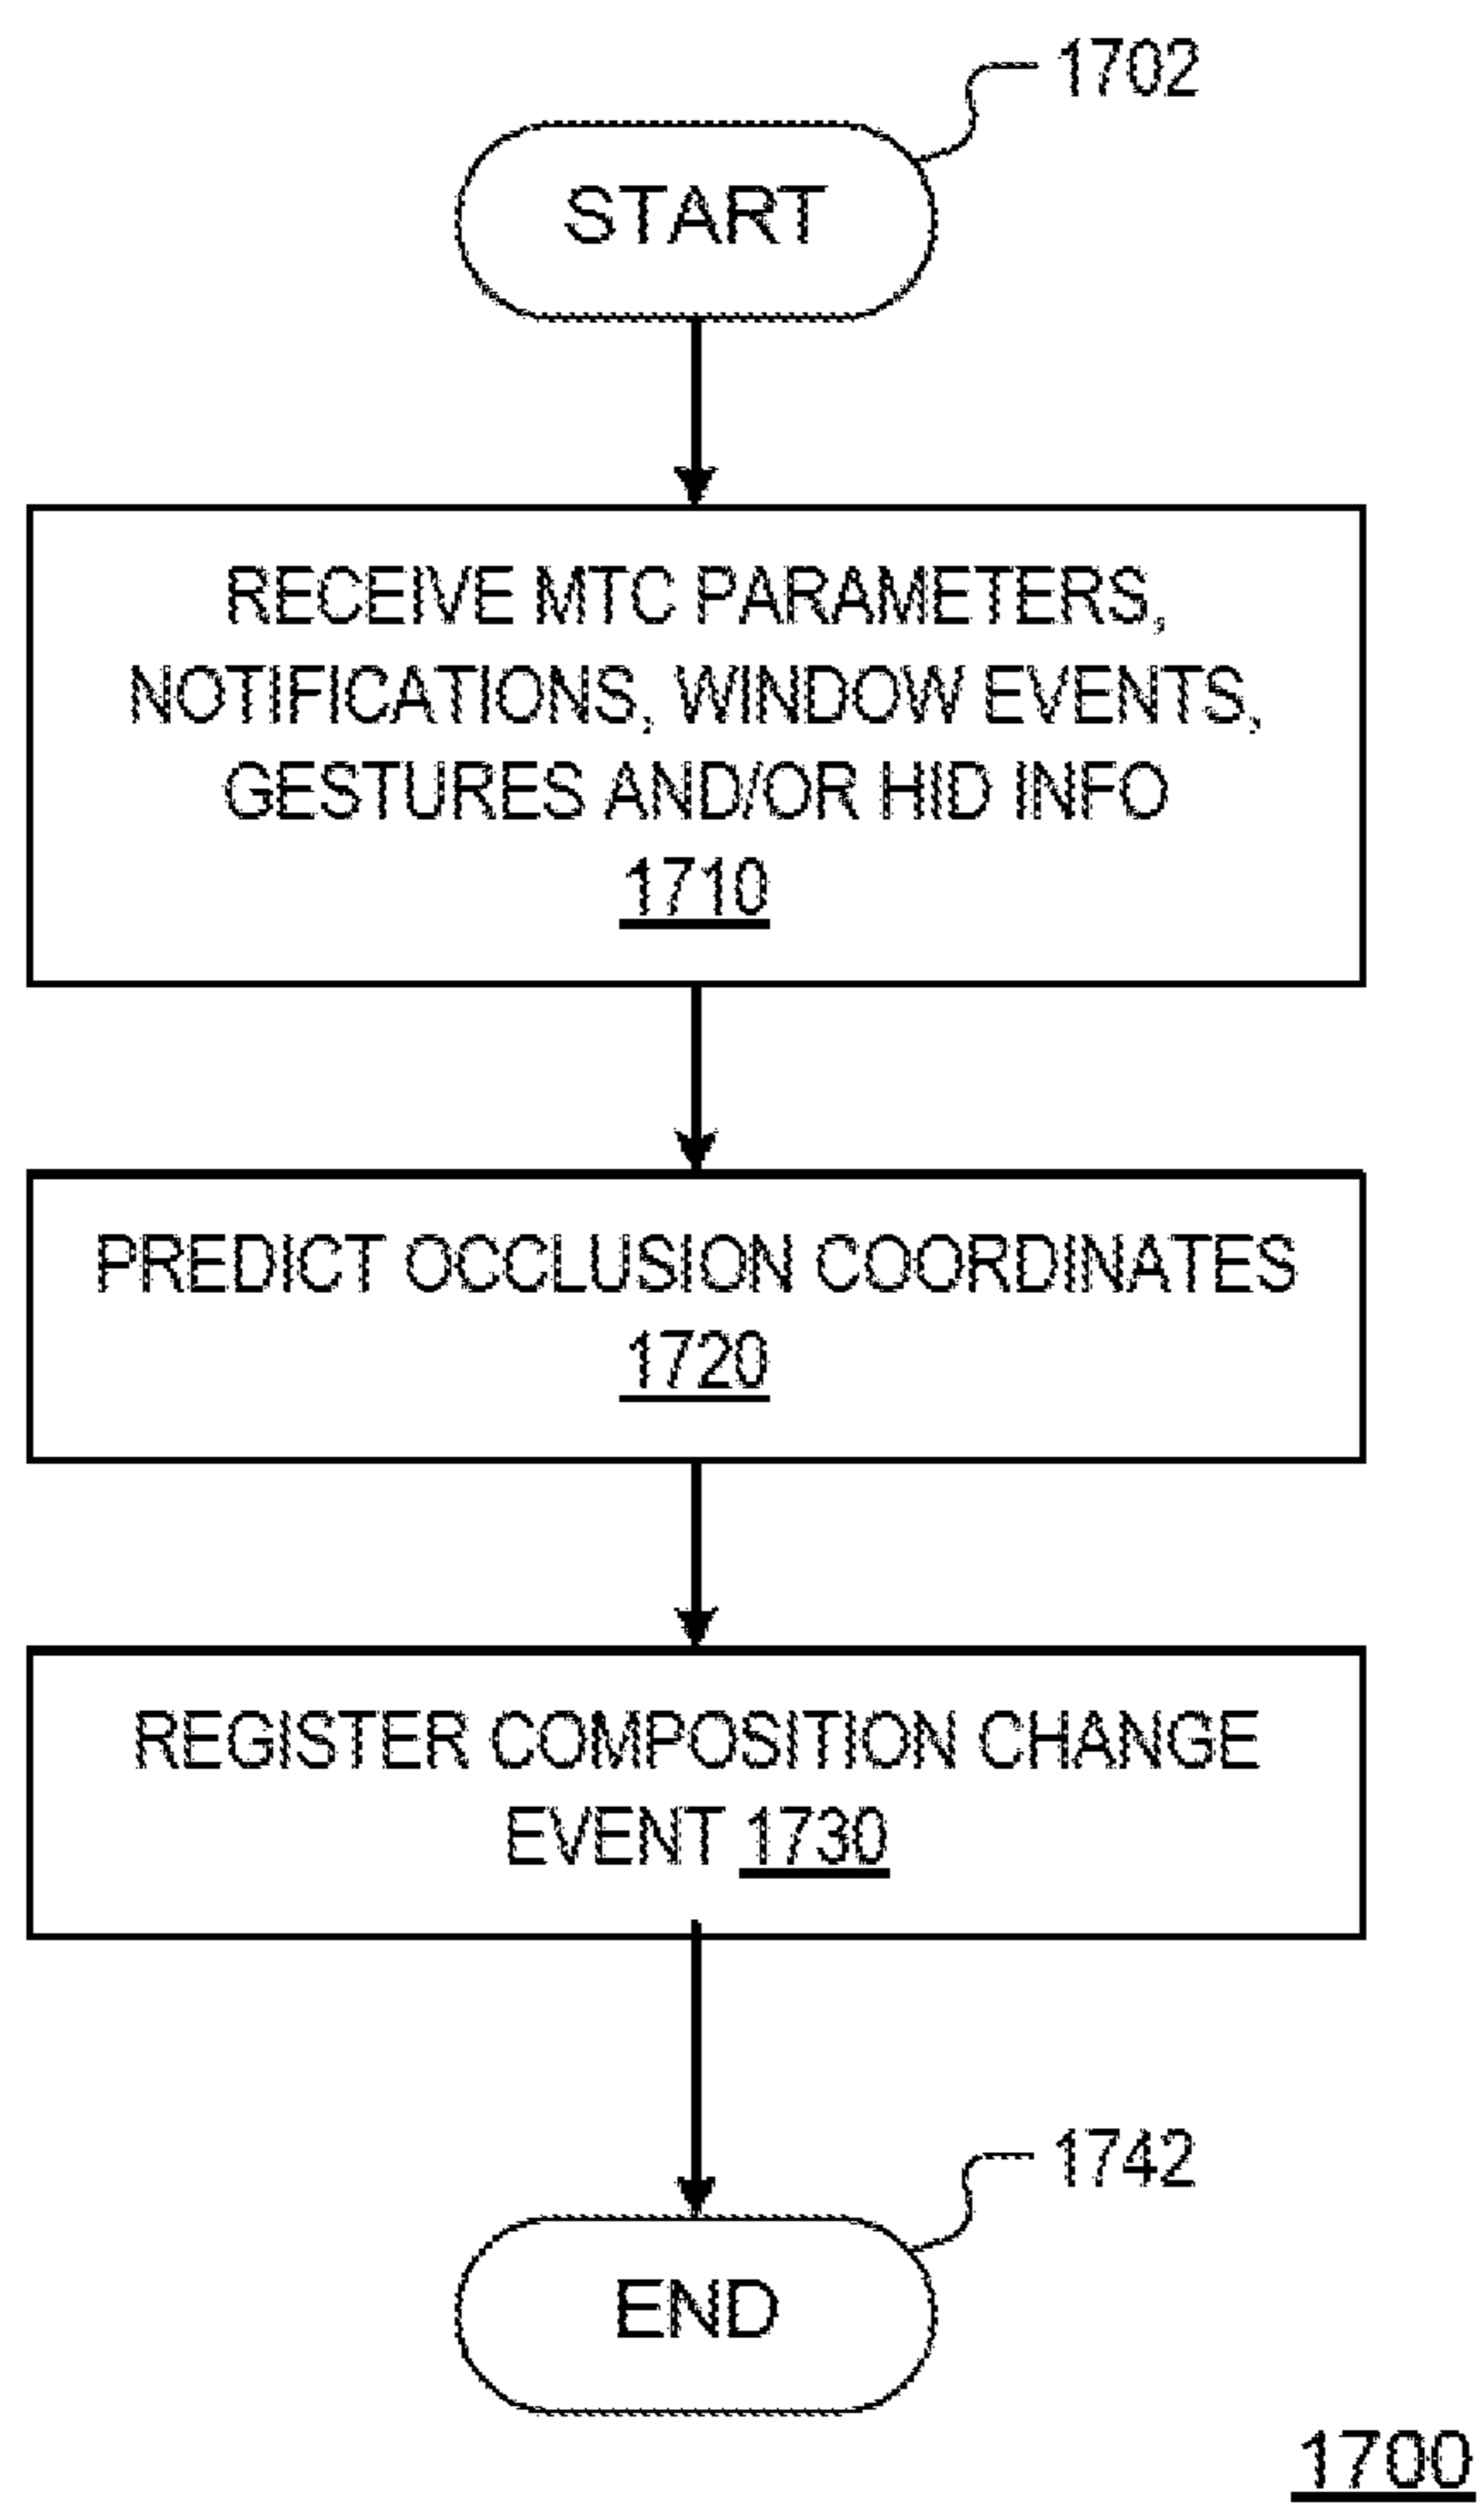 1702
START
RECEIVE MTC PARAMETERS,
NOTIFICATIONS, WINDOW EVENTS,
GESTURES AND/OR HID INFO
1710
PREDICT OCCLUSION COORDINATES
1720
REGISTER COMPOSITION CHANGE
EVENT 1730
1742
END
1700